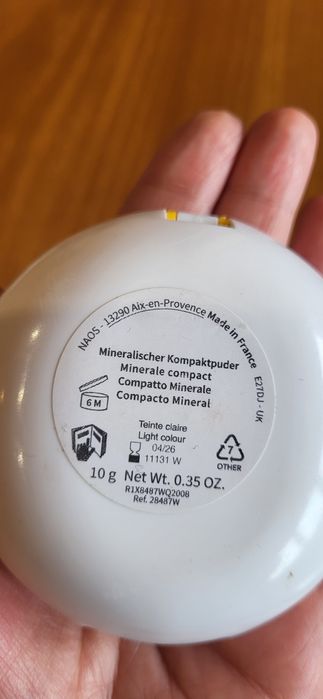 NAOS - 13290 Aix-en-Provence Made in France E27DJ - UK
Mineralischer Kompaktpuder
Minerale compact
Compatto Minerale
Compacto Mineral
6 M
Teinte claire
Light colour
04/26
11131 W
7
OTHER
10 g Net Wt. 0.35 OZ.
R1X8487WQ2008
Ref. 28487W